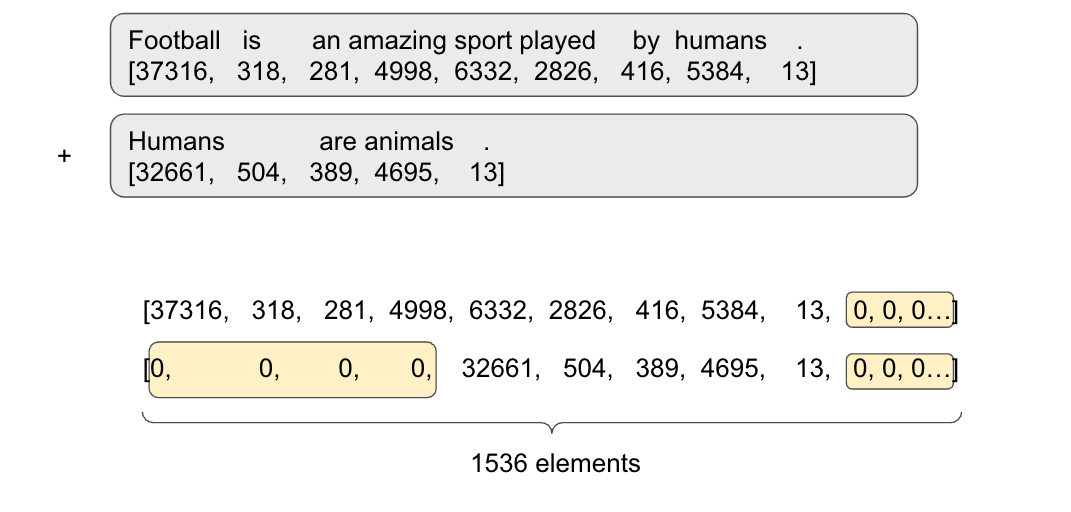 Football is an amazing sport played by humans .
[37316, 318, 281, 4998, 6332, 2826, 416, 5384, 13]
+
Humans are animals .
[32661, 504, 389, 4695, 13]
[37316, 318, 281, 4998, 6332, 2826, 416, 5384, 13, 0, 0, 0…]
[0, 0, 0, 0, 32661, 504, 389, 4695, 13, 0, 0, 0…]
1536 elements